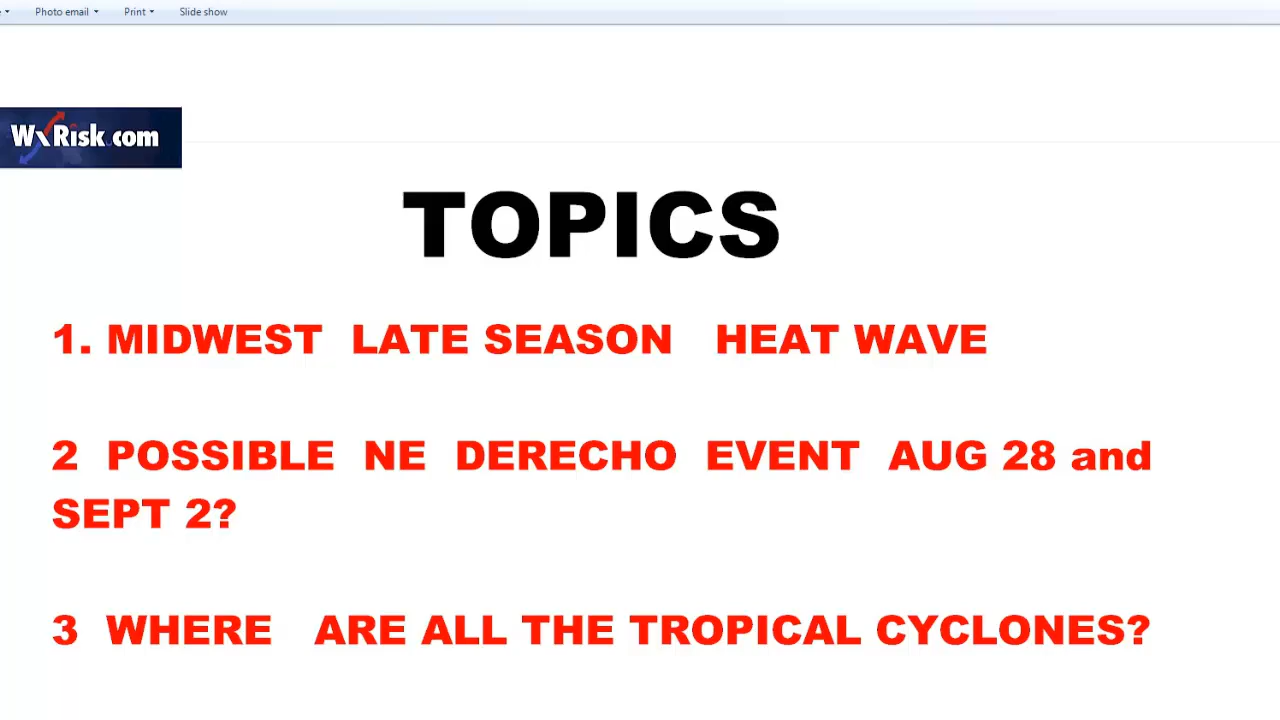 Photo email Print Slide show
WxRisk.com
TOPICS
1. MIDWEST LATE SEASON HEAT WAVE
2 POSSIBLE NE DERECHO EVENT AUG 28 and
SEPT 2?
3 WHERE ARE ALL THE TROPICAL CYCLONES?